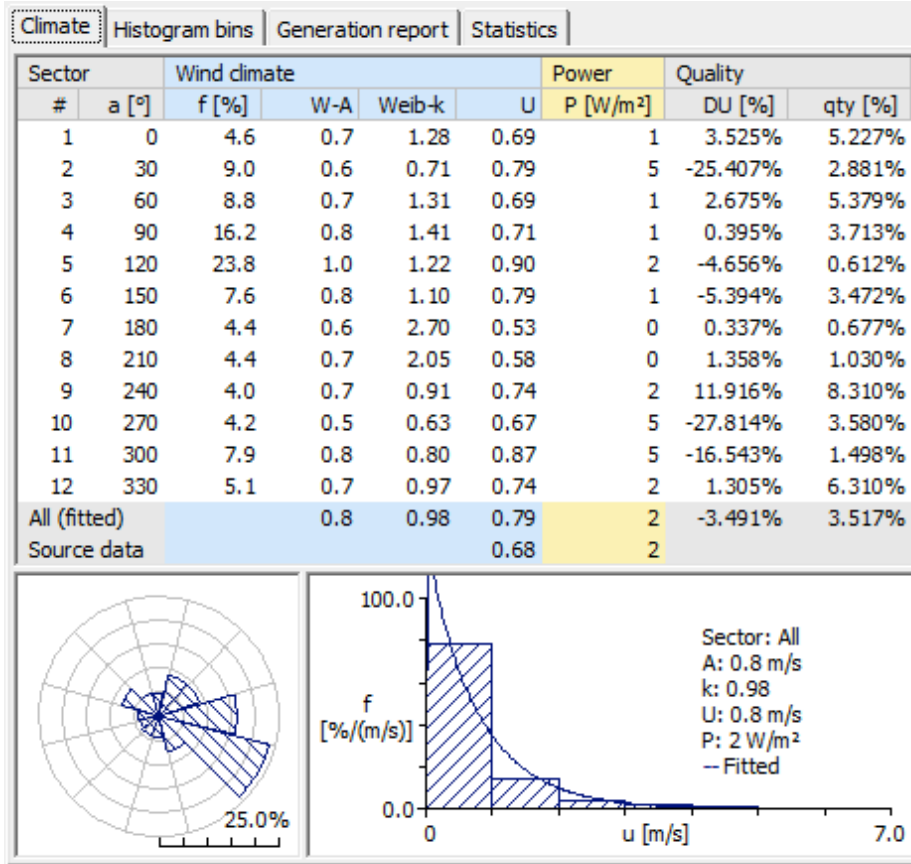 Climate Histogram bins Generation report Statistics
Sector Wind climate Power Quality
# a [°] f [%] W-A Weib-k U P [W/m²] DU [%] qty [%]
1 0 4.6 0.7 1.28 0.69 1 3.525% 5.227%
2 30 9.0 0.6 0.71 0.79 5 -25.407% 2.881%
3 60 8.8 0.7 1.31 0.69 1 2.675% 5.379%
4 90 16.2 0.8 1.41 0.71 1 0.395% 3.713%
5 120 23.8 1.0 1.22 0.90 2 -4.656% 0.612%
6 150 7.6 0.8 1.10 0.79 1 -5.394% 3.472%
7 180 4.4 0.6 2.70 0.53 0 0.337% 0.677%
8 210 4.4 0.7 2.05 0.58 0 1.358% 1.030%
9 240 4.0 0.7 0.91 0.74 2 11.916% 8.310%
10 270 4.2 0.5 0.63 0.67 5 -27.814% 3.580%
11 300 7.9 0.8 0.80 0.87 5 -16.543% 1.498%
12 330 5.1 0.7 0.97 0.74 2 1.305% 6.310%
All (fitted) 0.8 0.98 0.79 2 -3.491% 3.517%
Source data 0.68 2
25.0%
100.0
f
[%/(m/s)]
0.0
0 u [m/s] 7.0
Sector: All
A: 0.8 m/s
k: 0.98
U: 0.8 m/s
P: 2 W/m²
— Fitted